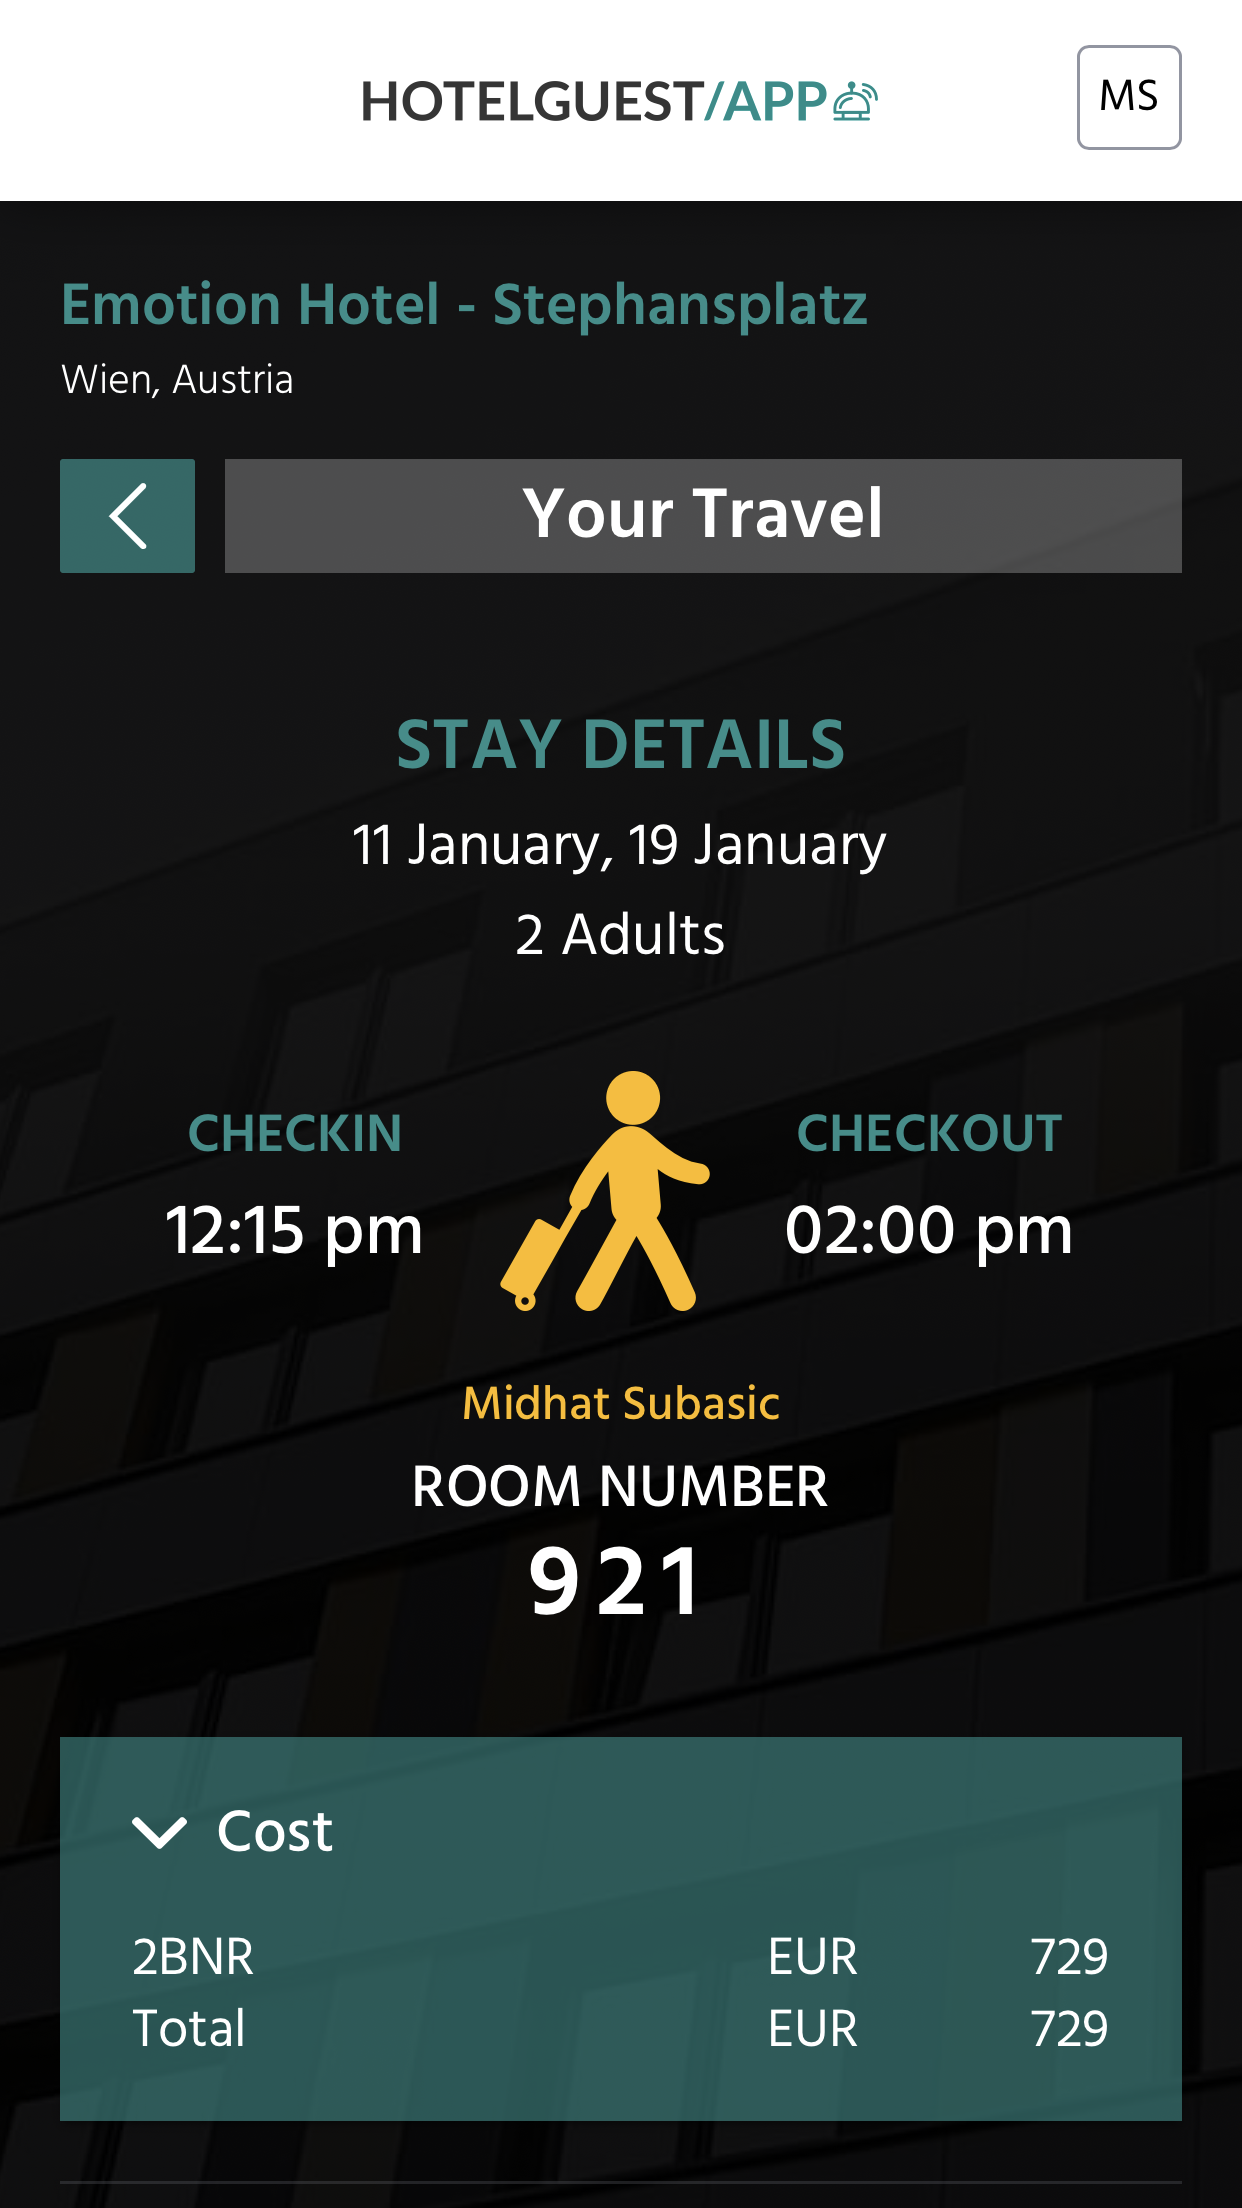 HOTELGUEST/APP
MS
Emotion Hotel - Stephansplatz
Wien, Austria
Your Travel
STAY DETAILS
11 January, 19 January
2 Adults
CHECKIN
CHECKOUT
12:15 pm
02:00 pm
Midhat Subasic
ROOM NUMBER
921
Cost
2BNR EUR 729
Total EUR 729